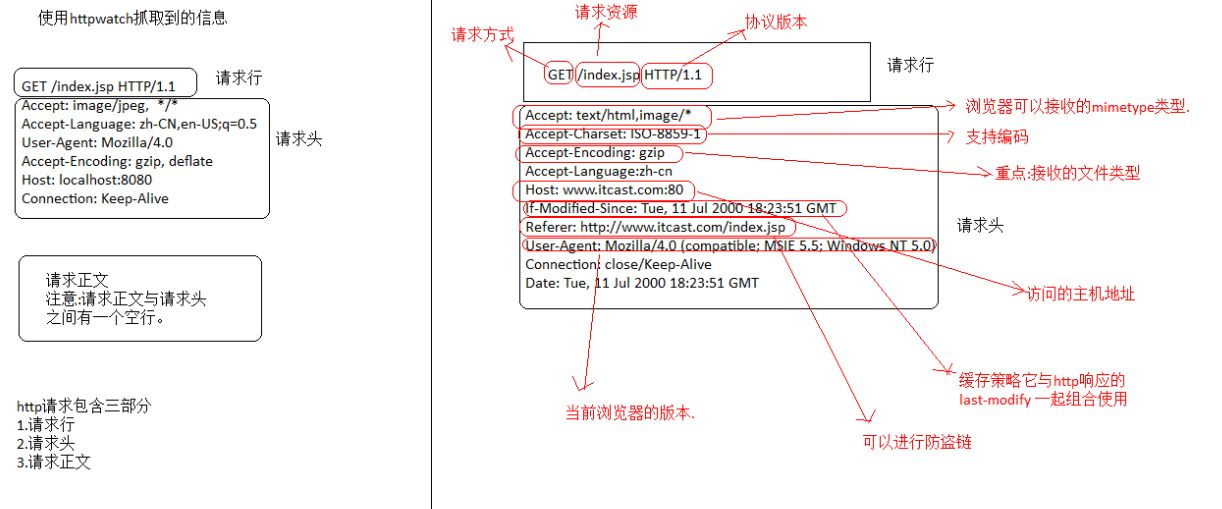 使用httpwatch抓取到的信息
GET /index.jsp HTTP/1.1
请求行
Accept: image/jpeg, */*
Accept-Language: zh-CN,en-US;q=0.5
User-Agent: Mozilla/4.0
Accept-Encoding: gzip, deflate
Host: localhost:8080
Connection: Keep-Alive
请求头
请求正文
注意:请求正文与请求头
之间有一个空行。
http请求包含三部分
1.请求行
2.请求头
3.请求正文
请求方式
请求资源
协议版本
GET /index.jsp HTTP/1.1
请求行
Accept: text/html,image/*
Accept-Charset: ISO-8859-1
Accept-Encoding: gzip
Accept-Language:zh-cn
Host: www.itcast.com:80
If-Modified-Since: Tue, 11 Jul 2000 18:23:51 GMT
Referer: http://www.itcast.com/index.jsp
User-Agent: Mozilla/4.0 (compatible; MSIE 5.5; Windows NT 5.0)
Connection: close/Keep-Alive
Date: Tue, 11 Jul 2000 18:23:51 GMT
浏览器可以接收的mimetype类型.
支持编码
重点:接收的文件类型
请求头
访问的主机地址
缓存策略它与http响应的
last-modify 一起组合使用
当前浏览器的版本.
可以进行防盗链